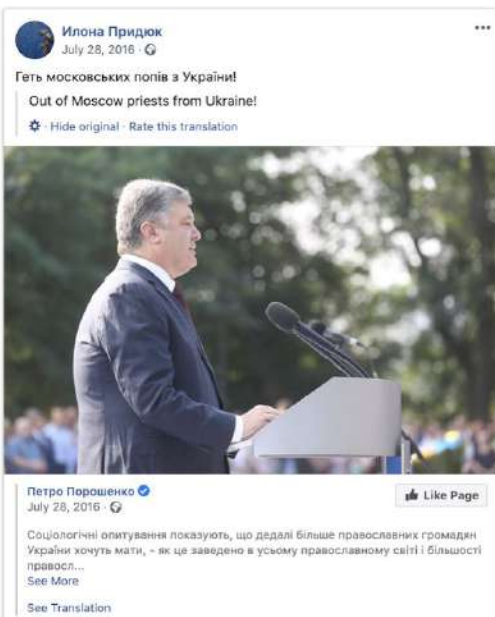 Илона Придюк
July 28, 2016 ·
Геть московських попів з України!
Out of Moscow priests from Ukraine!
· Hide original · Rate this translation
Петро Порошенко
July 28, 2016 ·
Like Page
Соціологічні опитування показують, що дедалі більше православних громадян
України хочуть мати, - як це заведено в усьому православному світі і більшості
правосл...
See More
See Translation